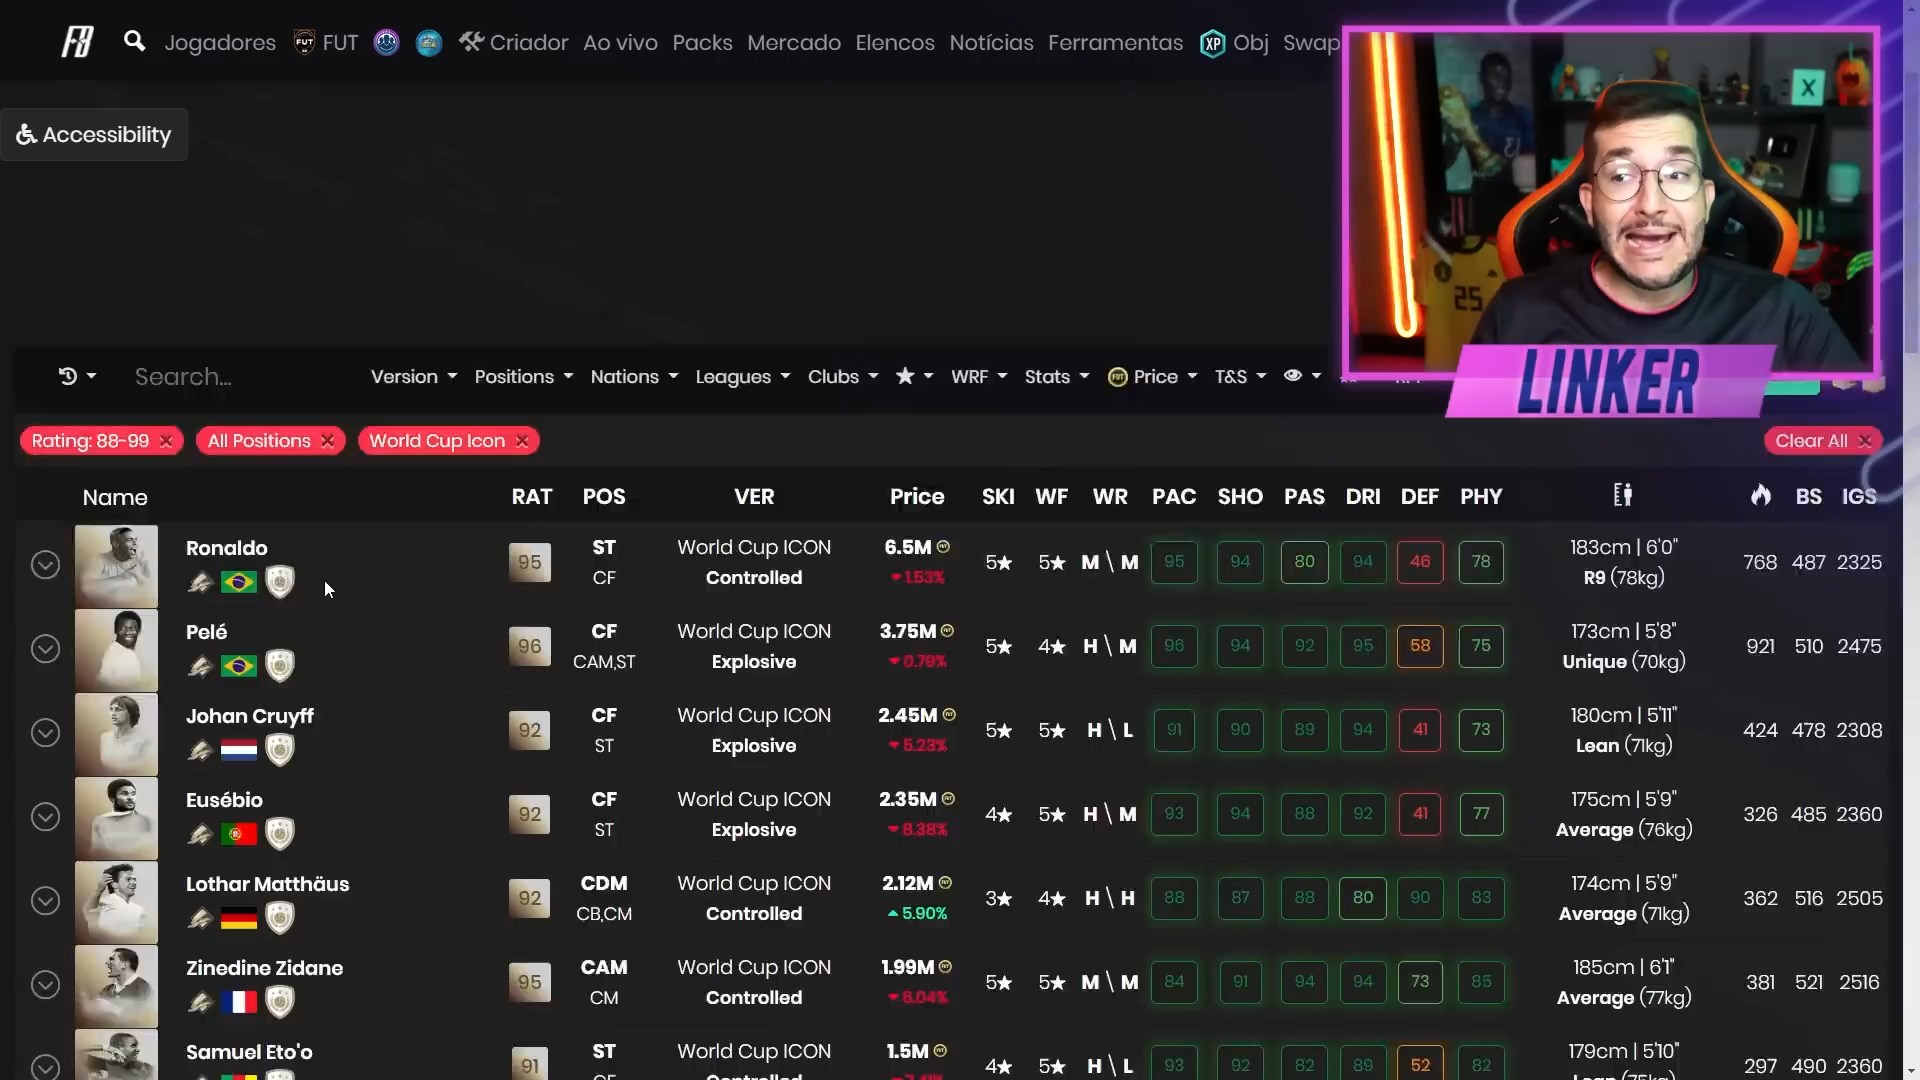 Jogadores FUT Criador Ao vivo Packs Mercado Elencos Notícias Ferramentas XP Obj Swap
Accessibility
X
25
LINKER
Search... Version Positions Nations Leagues Clubs WRF Stats Price T&S
Rating: 88-99 × All Positions × World Cup Icon × Clear All ×
Name RAT POS VER Price SKI WF WR PAC SHO PAS DRI DEF PHY BS IGS
Ronaldo 95 ST World Cup ICON 6.5M 5★ 5★ M \ M 95 94 80 94 46 78 183cm | 6'0" 768 487 2325
CF Controlled 1.53% R9 (78kg)
Pelé 96 CF World Cup ICON 3.75M 5★ 4★ H \ M 96 94 92 95 58 75 173cm | 5'8" 921 510 2475
CAM,ST Explosive 0.79% Unique (70kg)
Johan Cruyff 92 CF World Cup ICON 2.45M 5★ 5★ H \ L 91 90 89 94 41 73 180cm | 5'11" 424 478 2308
ST Explosive 5.23% Lean (71kg)
Eusébio 92 CF World Cup ICON 2.35M 4★ 5★ H \ M 93 94 88 92 41 77 175cm | 5'9" 326 485 2360
ST Explosive 8.38% Average (76kg)
Lothar Matthäus 92 CDM World Cup ICON 2.12M 3★ 4★ H \ H 88 87 88 80 90 83 174cm | 5'9" 362 516 2505
CB,CM Controlled 5.90% Average (71kg)
Zinedine Zidane 95 CAM World Cup ICON 1.99M 5★ 5★ M \ M 84 91 94 94 73 85 185cm | 6'1" 381 521 2516
CM Controlled 6.04% Average (77kg)
Samuel Eto'o 91 ST World Cup ICON 1.5M 4★ 5★ H \ L 93 92 82 89 52 82 179cm | 5'10" 297 490 2360